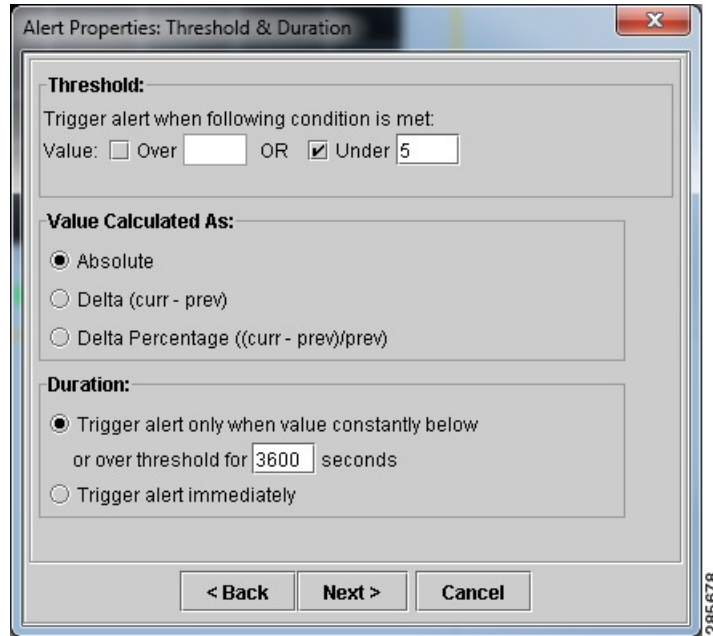 Alert Properties: Threshold & Duration
x
Threshold:
Trigger alert when following condition is met:
Value: Over OR Under 5
Value Calculated As:
Absolute
Delta (curr - prev)
Delta Percentage ((curr - prev)/prev)
Duration:
Trigger alert only when value constantly below
or over threshold for 3600 seconds
Trigger alert immediately
< Back Next > Cancel
285678